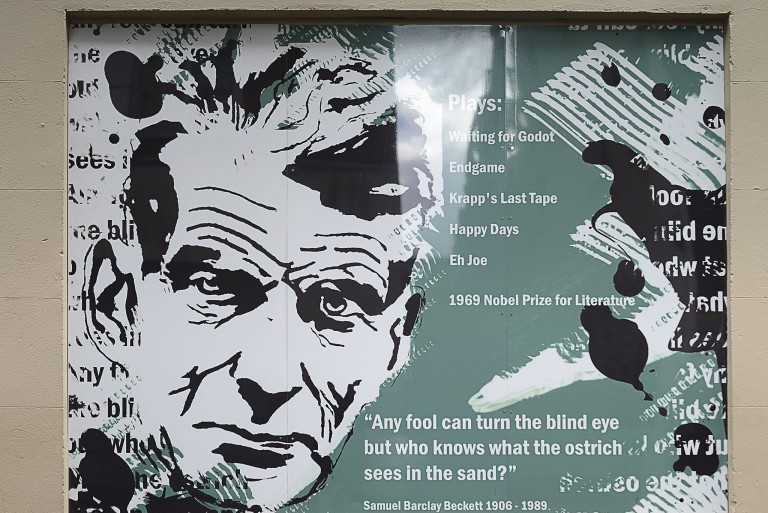 Plays:
Waiting for Godot
Endgame
Krapp's Last Tape
Happy Days
Eh Joe
1969 Nobel Prize for Literature
“Any fool can turn the blind eye
but who knows what the ostrich
sees in the sand?”
Samuel Barclay Beckett 1906 - 1989